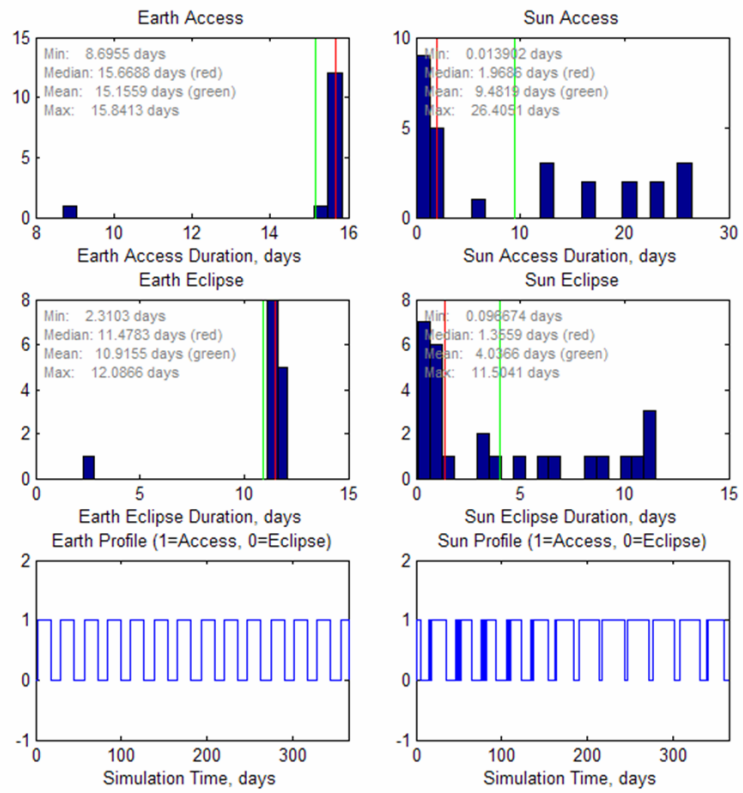 Earth Access
15
10
5
0
Min: 8.6955 days
Median: 15.6688 days (red)
Mean: 15.1559 days (green)
Max: 15.8413 days
8 10 12 14 16
Earth Access Duration, days
Sun Access
10
5
0
Min: 0.013902 days
Median: 1.9686 days (red)
Mean: 9.4819 days (green)
Max: 26.4051 days
0 10 20 30
Sun Access Duration, days
Earth Eclipse
8
6
4
2
0
Min: 2.3103 days
Median: 11.4783 days (red)
Mean: 10.9155 days (green)
Max: 12.0866 days
0 5 10 15
Earth Eclipse Duration, days
Sun Eclipse
8
6
4
2
0
Min: 0.096674 days
Median: 1.3559 days (red)
Mean: 4.0366 days (green)
Max: 11.5041 days
0 5 10 15
Sun Eclipse Duration, days
Earth Profile (1=Access, 0=Eclipse)
2
1
0
-1
0 100 200 300
Simulation Time, days
Sun Profile (1=Access, 0=Eclipse)
2
1
0
-1
0 100 200 300
Simulation Time, days